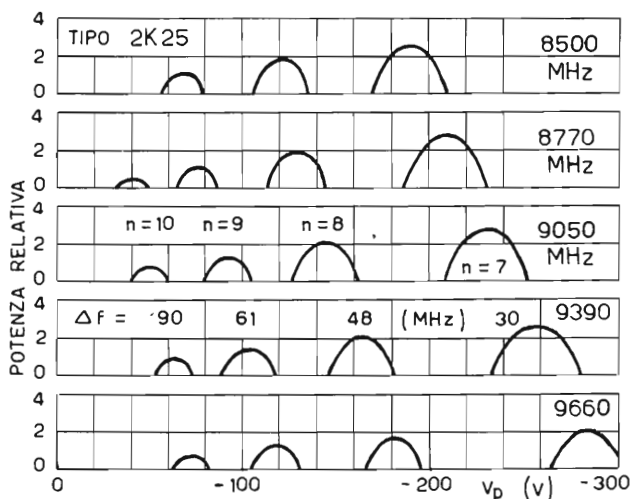 4
TIPO 2K25
8500
2
MHz
0
4
8770
2
MHz
0
4
n=10 n=9 n=8 9050
2
MHz
n=7
0
4
Δf = 90 61 48 (MHz) 30 9390
2
0
4
9660
2
0
0 -100 -200 vp (v) -300
POTENZA RELATIVA